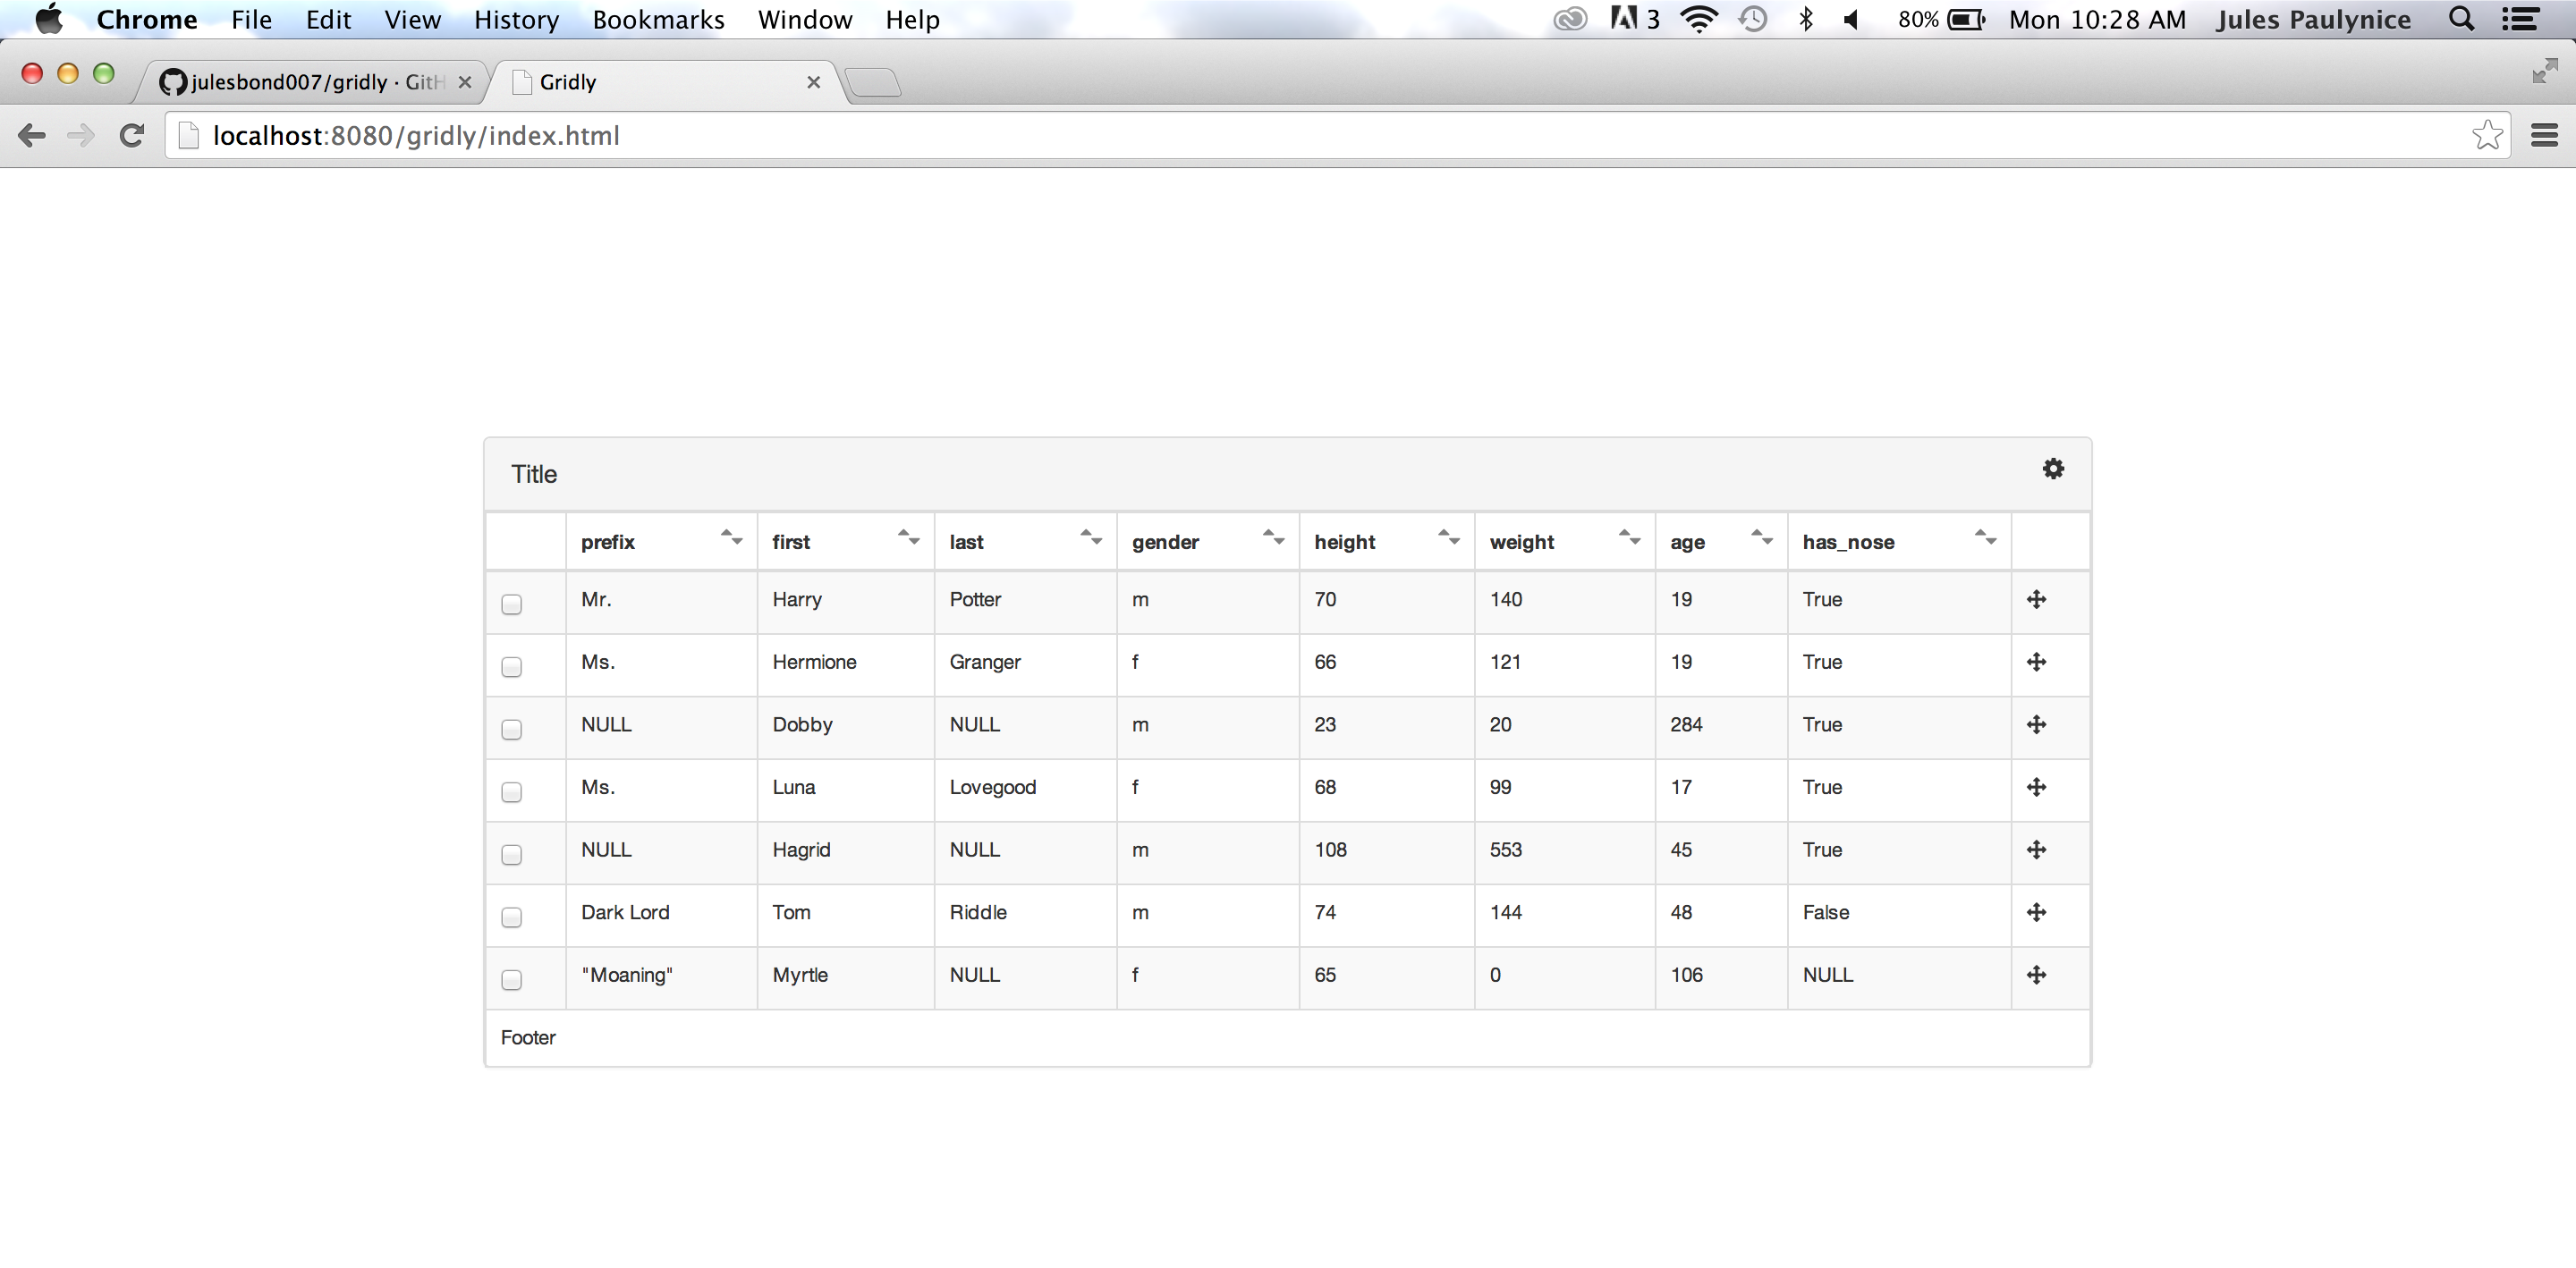 Chrome File Edit View History Bookmarks Window Help 3 80% Mon 10:28 AM Jules Paulynice
julesbond007/gridly · GitH Gridly
localhost:8080/gridly/index.html
Title
prefix first last gender height weight age has_nose
Mr. Harry Potter m 70 140 19 True
Ms. Hermione Granger f 66 121 19 True
NULL Dobby NULL m 23 20 284 True
Ms. Luna Lovegood f 68 99 17 True
NULL Hagrid NULL m 108 553 45 True
Dark Lord Tom Riddle m 74 144 48 False
"Moaning" Myrtle NULL f 65 0 106 NULL
Footer